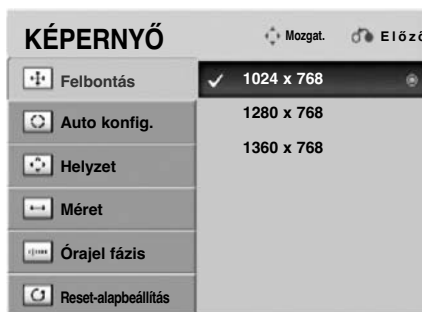 KÉPERNYŐ
Mozgat. Előző
Felbontás
Auto konfig.
Helyzet
Méret
Órajel fázis
Reset-alapbeállítás
1024 x 768
1280 x 768
1360 x 768